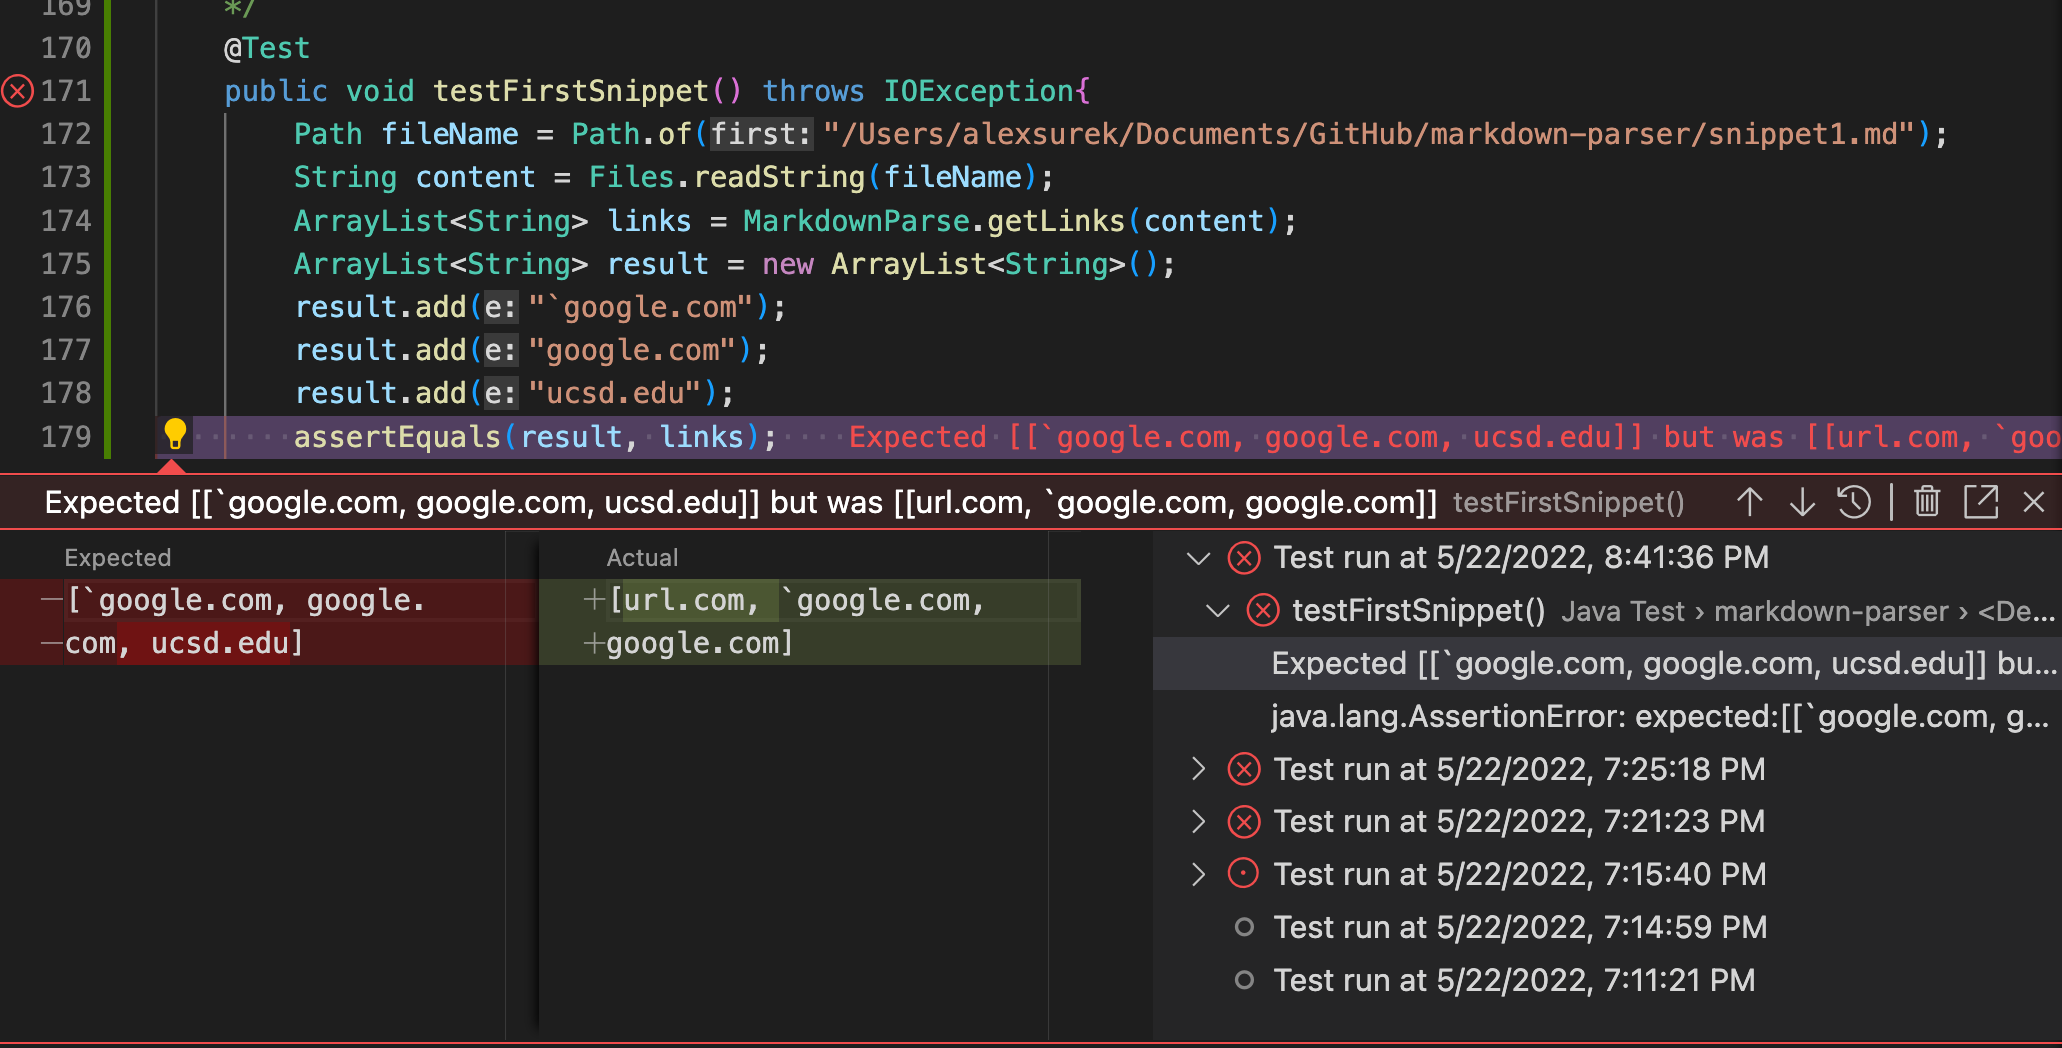 169 */
170 @Test
171 public void testFirstSnippet() throws IOException{
172 Path fileName = Path.of(first: "/Users/alexsurek/Documents/GitHub/markdown-parser/snippet1.md");
173 String content = Files.readString(fileName);
174 ArrayList<String> links = MarkdownParse.getLinks(content);
175 ArrayList<String> result = new ArrayList<String>();
176 result.add(e: "`google.com");
177 result.add(e: "google.com");
178 result.add(e: "ucsd.edu");
179 assertEquals(result, links); Expected [[`google.com, google.com, ucsd.edu]] but was [[url.com, `goo
Expected [[`google.com, google.com, ucsd.edu]] but was [[url.com, `google.com, google.com]] testFirstSnippet()
Expected
[`google.com, google.
com, ucsd.edu]
Actual
[url.com, `google.com,
google.com]
Test run at 5/22/2022, 8:41:36 PM
testFirstSnippet() Java Test › markdown-parser › <De...
Expected [[`google.com, google.com, ucsd.edu]] bu...
java.lang.AssertionError: expected:[[`google.com, g...
Test run at 5/22/2022, 7:25:18 PM
Test run at 5/22/2022, 7:21:23 PM
Test run at 5/22/2022, 7:15:40 PM
Test run at 5/22/2022, 7:14:59 PM
Test run at 5/22/2022, 7:11:21 PM